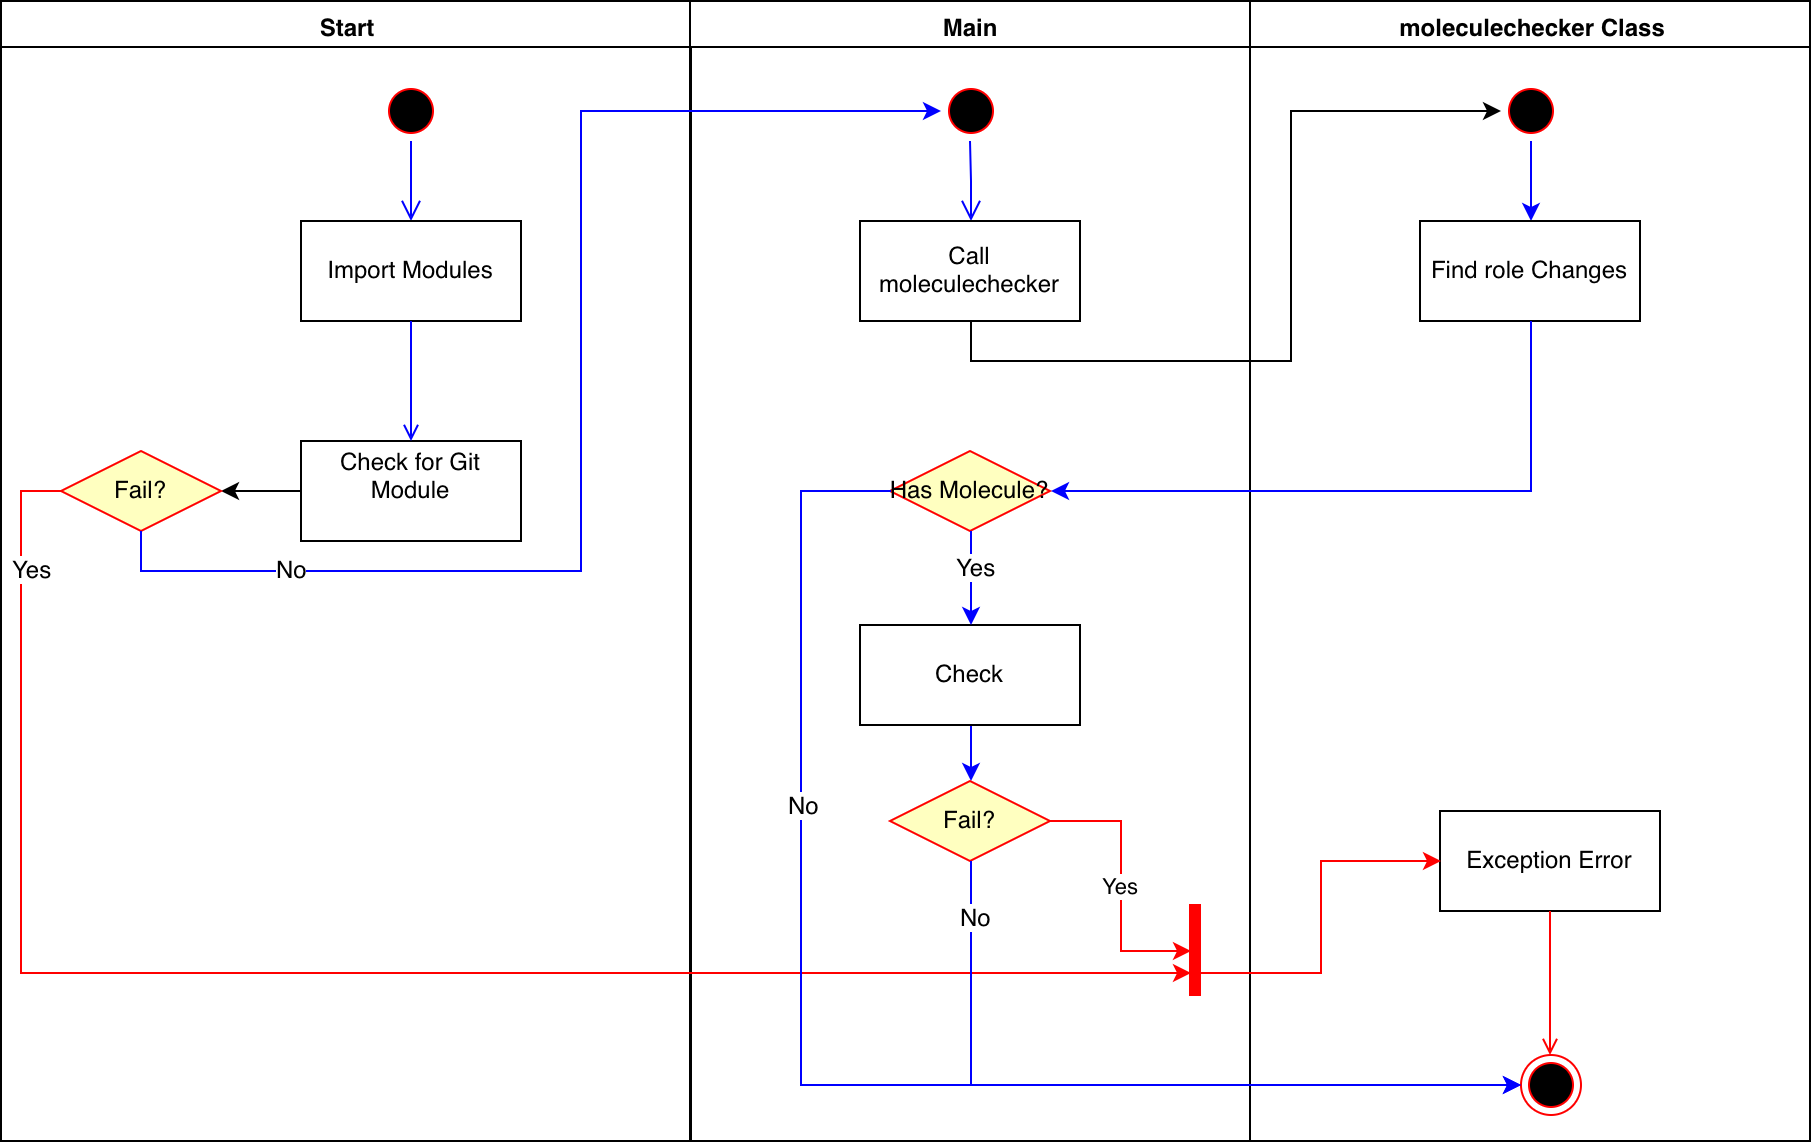 Start
Main
moleculechecker Class
Import Modules
Call
moleculechecker
Find role Changes
Check for Git
Module
Fail?
Has Molecule?
Yes
No
Yes
Check
No
Fail?
Yes
No
Exception Error